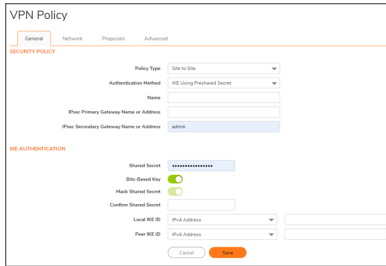 VPN Policy
General Network Proposals Advanced
SECURITY POLICY
Policy Type Site to Site
Authentication Method IKE Using Preshared Secret
Name
IPsec Primary Gateway Name or Address
IPsec Secondary Gateway Name or Address admin
IKE AUTHENTICATION
Shared Secret ••••••••••••••••
Bits-Based Key
Mask Shared Secret
Confirm Shared Secret
Local IKE ID IPv4 Address
Peer IKE ID IPv4 Address
Cancel Save